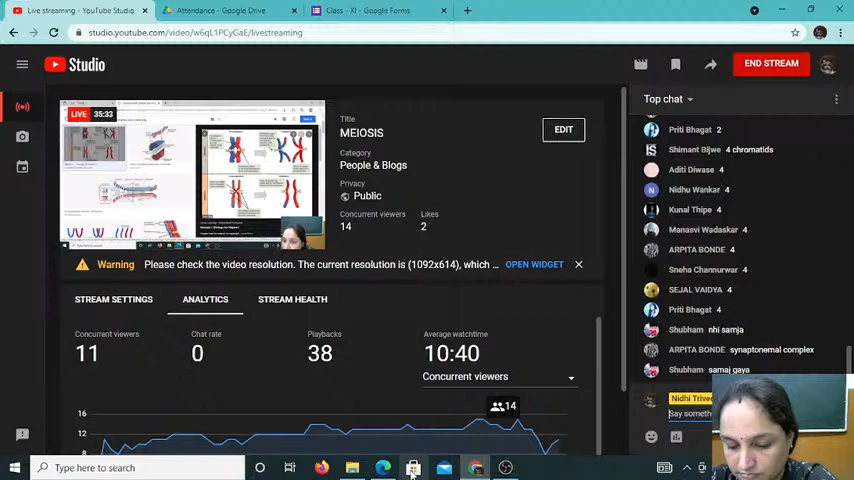 Live streaming - YouTube Studio
Attendance - Google Drive
Class - XI - Google Forms
studio.youtube.com/video/w6qL1PCyGaE/livestreaming
Studio
END STREAM
LIVE 35:33
Title
MEIOSIS
EDIT
Category
People & Blogs
Privacy
Public
Concurrent viewers
Likes
14
2
Warning Please check the video resolution. The current resolution is (1092x614), which ... OPEN WIDGET
STREAM SETTINGS
ANALYTICS
STREAM HEALTH
Concurrent viewers
Chat rate
Playbacks
Average watchtime
11
0
38
10:40
Concurrent viewers
14
16
12
8
Top chat
Priti Bhagat 2
Shimant Bijwe 4 chromatids
Aditi Diwase 4
Nidhu Wankar 4
Kunal Thipe 4
Manasvi Wadaskar 4
ARPITA BONDE 4
Sneha Channurwar 4
SEJAL VAIDYA 4
Priti Bhagat 4
Shubham nhi samja
ARPITA BONDE synaptonemal complex
Shubham samaj gaya
Nidhi
Say
Type here to search